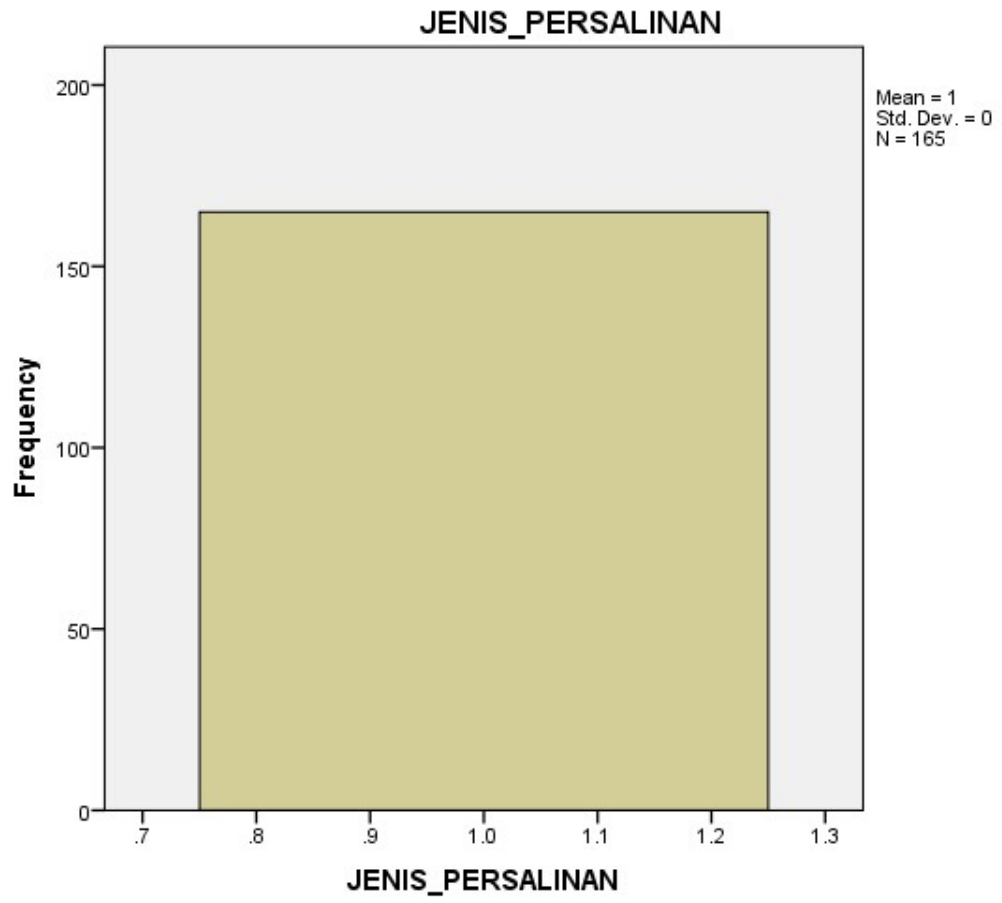 JENIS_PERSALINAN
Mean = 1
Std. Dev. = 0
N = 165
Frequency
200
150
100
50
0
.7 .8 .9 1.0 1.1 1.2 1.3
JENIS_PERSALINAN